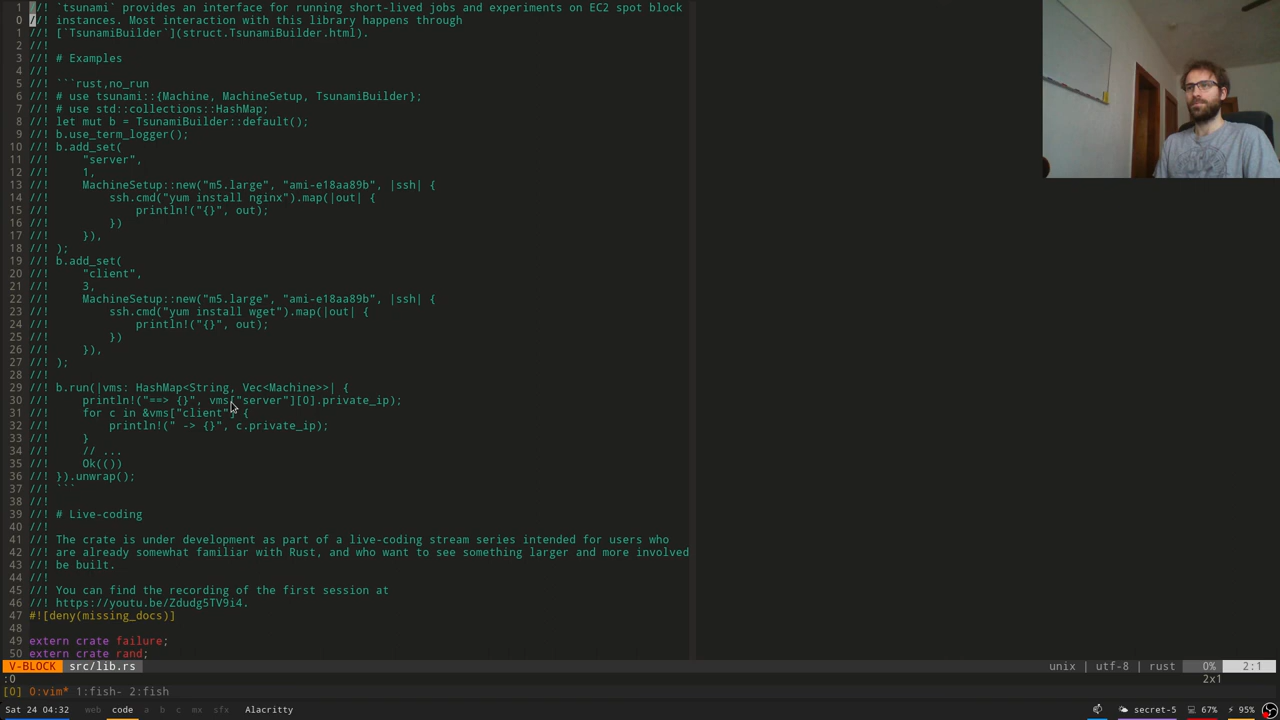 1 //! `tsunami` provides an interface for running short-lived jobs and experiments on EC2 spot block
0 //! instances. Most interaction with this library happens through
1 //! [`TsunamiBuilder`](struct.TsunamiBuilder.html).
2 //!
3 //! # Examples
4 //!
5 //! ```rust,no_run
6 //! # use tsunami::{Machine, MachineSetup, TsunamiBuilder};
7 //! # use std::collections::HashMap;
8 //! let mut b = TsunamiBuilder::default();
9 //! b.use_term_logger();
10 //! b.add_set(
11 //!     "server",
12 //!     1,
13 //!     MachineSetup::new("m5.large", "ami-e18aa89b", |ssh| {
14 //!         ssh.cmd("yum install nginx").map(|out| {
15 //!             println!("{}", out);
16 //!         })
17 //!     }),
18 //! );
19 //! b.add_set(
20 //!     "client",
21 //!     3,
22 //!     MachineSetup::new("m5.large", "ami-e18aa89b", |ssh| {
23 //!         ssh.cmd("yum install wget").map(|out| {
24 //!             println!("{}", out);
25 //!         })
26 //!     }),
27 //! );
28 //!
29 //! b.run(|vms: HashMap<String, Vec<Machine>>| {
30 //!     println!("==> {}", vms["server"][0].private_ip);
31 //!     for c in &vms["client"] {
32 //!         println!(" -> {}", c.private_ip);
33 //!     }
34 //!     // ...
35 //!     Ok(())
36 //! }).unwrap();
37 //! ```
38 //!
39 //! # Live-coding
40 //!
41 //! The crate is under development as part of a live-coding stream series intended for users who
42 //! are already somewhat familiar with Rust, and who want to see something larger and more involved
43 //! be built.
44 //!
45 //! You can find the recording of the first session at
46 //! https://youtu.be/Zdudg5TV9i4.
47 #![deny(missing_docs)]
48
49 extern crate failure;
50 extern crate rand;
V-BLOCK src/lib.rs unix | utf-8 | rust 0% 2:1
:0 2x1
[0] 0:vim* 1:fish- 2:fish
Sat 24 04:32 web code a b c mx sfx Alacritty secret-5 67% 95%